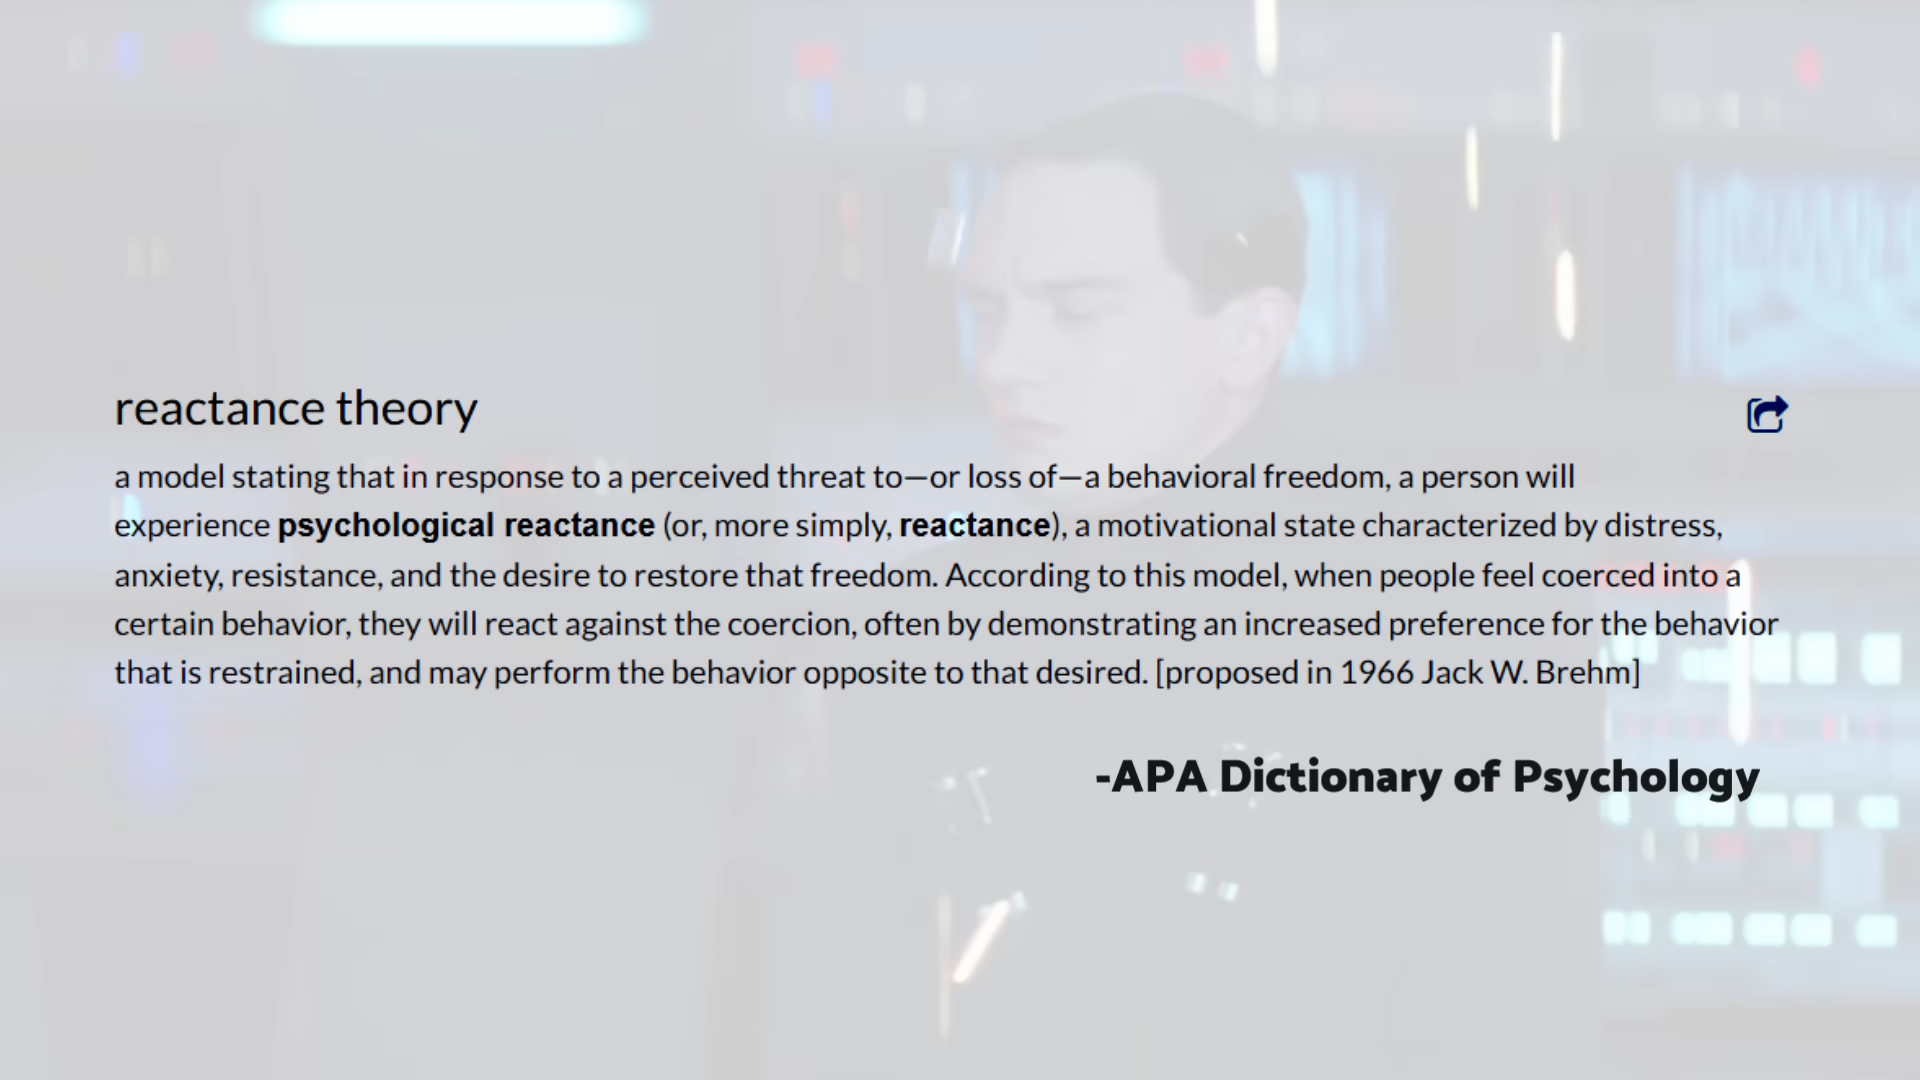 reactance theory
a model stating that in response to a perceived threat to—or loss of—a behavioral freedom, a person will
experience psychological reactance (or, more simply, reactance), a motivational state characterized by distress,
anxiety, resistance, and the desire to restore that freedom. According to this model, when people feel coerced into a
certain behavior, they will react against the coercion, often by demonstrating an increased preference for the behavior
that is restrained, and may perform the behavior opposite to that desired. [proposed in 1966 Jack W. Brehm]
-APA Dictionary of Psychology